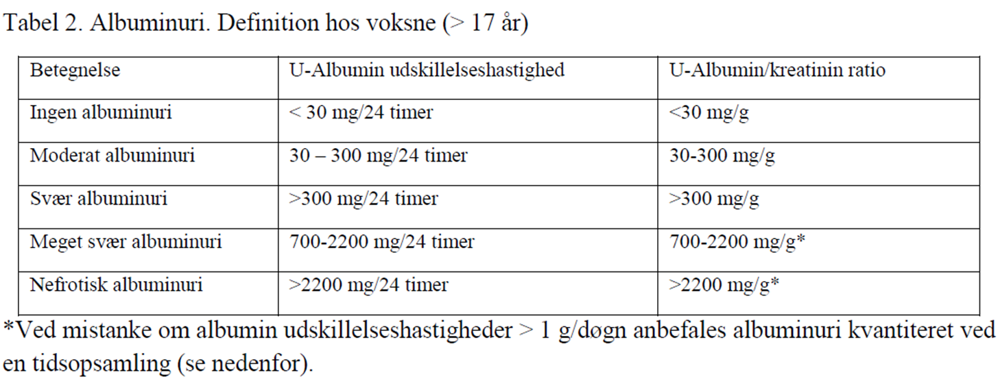 Tabel 2. Albuminuri. Definition hos voksne (> 17 år)
Betegnelse U-Albumin udskillelseshastighed U-Albumin/kreatinin ratio
Ingen albuminuri < 30 mg/24 timer <30 mg/g
Moderat albuminuri 30 – 300 mg/24 timer 30-300 mg/g
Svær albuminuri >300 mg/24 timer >300 mg/g
Meget svær albuminuri 700-2200 mg/24 timer 700-2200 mg/g*
Nefrotisk albuminuri >2200 mg/24 timer >2200 mg/g*
*Ved mistanke om albumin udskillelseshastigheder > 1 g/døgn anbefales albuminuri kvantiteret ved
en tidsopsamling (se nedenfor).